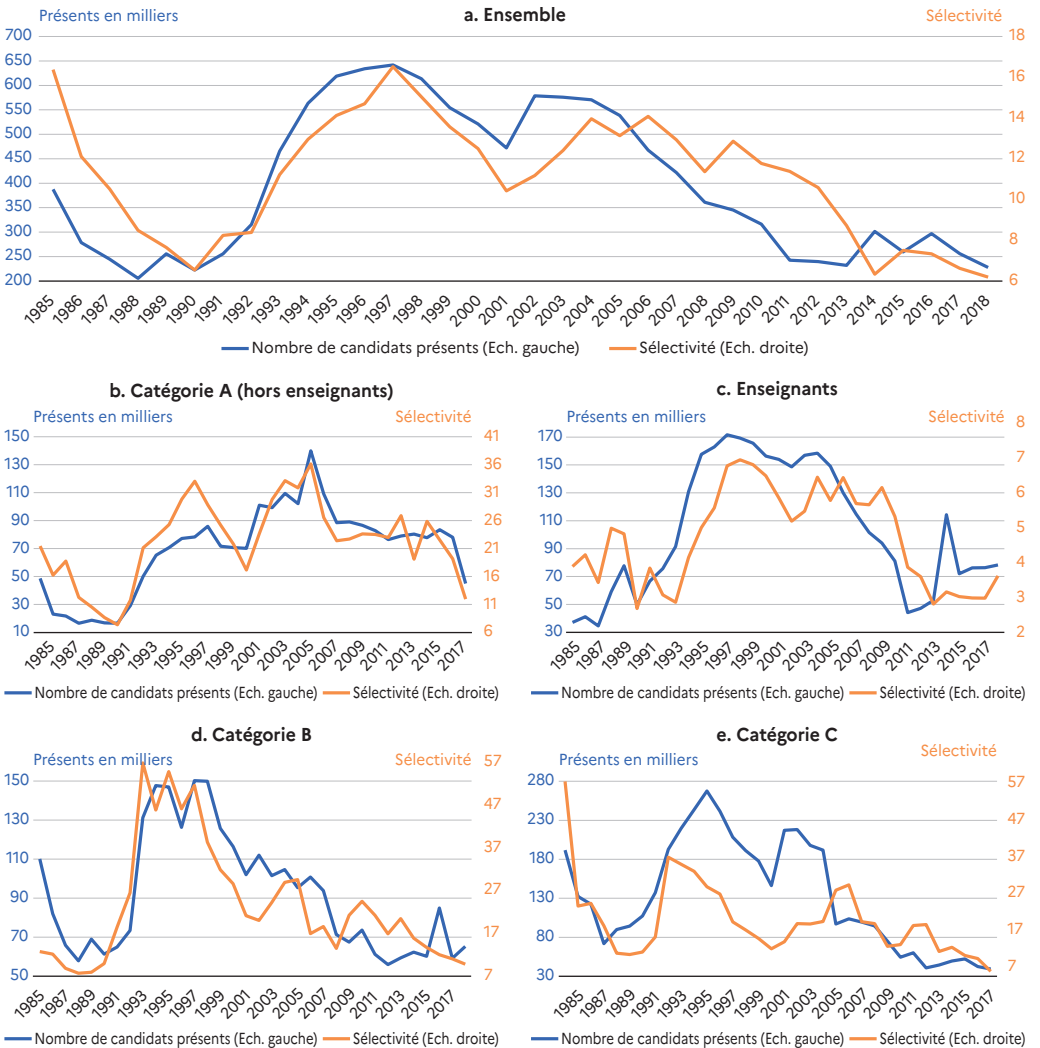 a. Ensemble
Présents en milliers
Sélectivité
700
650
600
550
500
450
400
350
300
250
200
18
16
14
12
10
8
6
1985 1986 1987 1988 1989 1990 1991 1992 1993 1994 1995 1996 1997 1998 1999 2000 2001 2002 2003 2004 2005 2006 2007 2008 2009 2010 2011 2012 2013 2014 2015 2016 2017 2018
Nombre de candidats présents (Ech. gauche) Sélectivité (Ech. droite)
b. Catégorie A (hors enseignants)
Présents en milliers
Sélectivité
150
130
110
90
70
50
30
10
41
36
31
26
21
16
11
6
1985 1987 1989 1991 1993 1995 1997 1999 2001 2003 2005 2007 2009 2011 2013 2015 2017
Nombre de candidats présents (Ech. gauche) Sélectivité (Ech. droite)
c. Enseignants
Présents en milliers
Sélectivité
170
150
130
110
90
70
50
30
8
7
6
5
4
3
2
1985 1987 1989 1991 1993 1995 1997 1999 2001 2003 2005 2007 2009 2011 2013 2015 2017
Nombre de candidats présents (Ech. gauche) Sélectivité (Ech. droite)
d. Catégorie B
Présents en milliers
Sélectivité
150
130
110
90
70
50
57
47
37
27
17
7
1985 1987 1989 1991 1993 1995 1997 1999 2001 2003 2005 2007 2009 2011 2013 2015 2017
Nombre de candidats présents (Ech. gauche) Sélectivité (Ech. droite)
e. Catégorie C
Présents en milliers
Sélectivité
280
230
180
130
80
30
57
47
37
27
17
7
1985 1987 1989 1991 1993 1995 1997 1999 2001 2003 2005 2007 2009 2011 2013 2015 2017
Nombre de candidats présents (Ech. gauche) Sélectivité (Ech. droite)